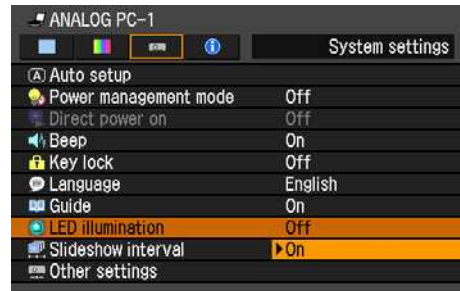 ANALOG PC-1
System settings
Auto setup
Power management mode Off
Direct power on Off
Beep On
Key lock Off
Language English
Guide On
LED illumination Off
Slideshow interval On
Other settings